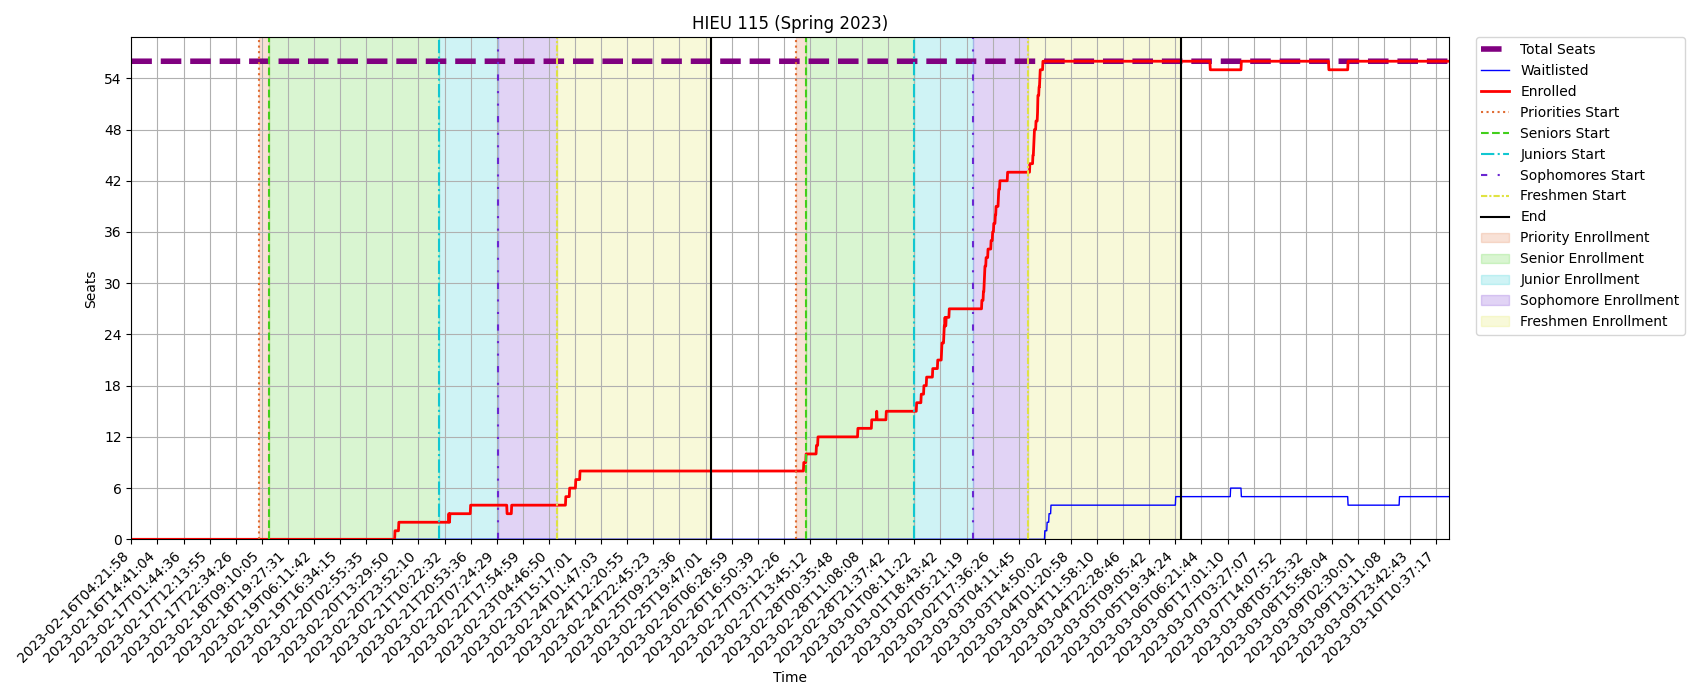 HIEU 115 (Spring 2023)
Seats
54
48
42
36
30
24
18
12
6
0
2023-02-16T04:21:58
2023-02-16T14:41:04
2023-02-17T01:44:36
2023-02-17T12:13:55
2023-02-17T22:34:26
2023-02-18T09:10:05
2023-02-18T19:27:31
2023-02-19T06:11:42
2023-02-19T16:34:15
2023-02-20T02:55:35
2023-02-20T13:29:50
2023-02-20T23:52:10
2023-02-21T10:22:32
2023-02-21T20:53:36
2023-02-22T07:24:29
2023-02-22T17:54:59
2023-02-23T04:46:50
2023-02-23T15:17:01
2023-02-24T01:47:03
2023-02-24T12:20:55
2023-02-24T22:45:23
2023-02-25T09:23:36
2023-02-25T19:47:01
2023-02-26T06:28:59
2023-02-26T16:50:39
2023-02-27T03:12:26
2023-02-27T13:45:12
2023-02-28T00:35:48
2023-02-28T11:08:08
2023-02-28T21:37:42
2023-03-01T08:11:22
2023-03-01T18:43:42
2023-03-02T05:21:19
2023-03-02T17:36:26
2023-03-03T04:11:45
2023-03-03T14:50:02
2023-03-04T01:20:58
2023-03-04T11:58:10
2023-03-04T22:28:46
2023-03-05T09:05:42
2023-03-05T19:34:24
2023-03-06T06:21:44
2023-03-06T17:01:10
2023-03-07T03:27:07
2023-03-07T14:07:52
2023-03-08T05:25:32
2023-03-08T15:58:04
2023-03-09T02:30:01
2023-03-09T13:11:08
2023-03-09T23:42:43
2023-03-10T10:37:17
Time
Total Seats
Waitlisted
Enrolled
Priorities Start
Seniors Start
Juniors Start
Sophomores Start
Freshmen Start
End
Priority Enrollment
Senior Enrollment
Junior Enrollment
Sophomore Enrollment
Freshmen Enrollment